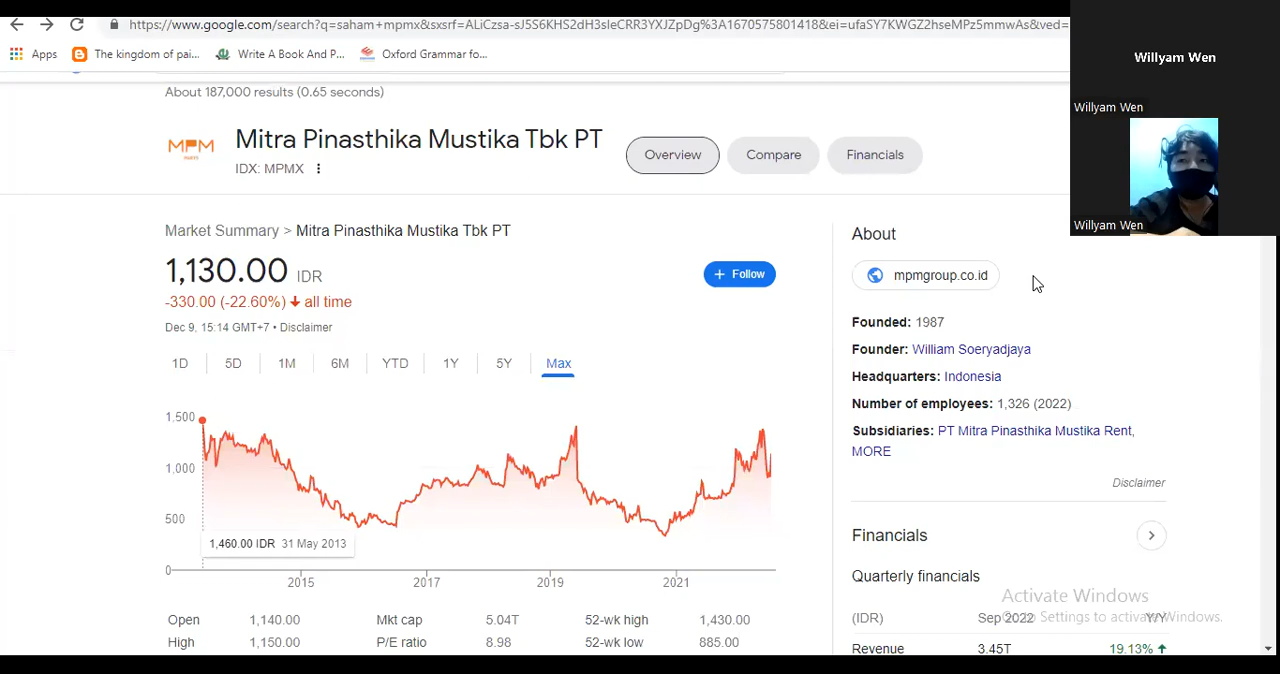 https://www.google.com/search?q=saham+mpmx&sxsrf=ALiCzsa-sJ5S6KHS2dH3sleCRR3YXJZpDg%3A1670575801418&ei=ufaSY7KWGZ2hseMPz5mmwAs&ved=
Apps The kingdom of pai... Write A Book And P... Oxford Grammar fo...
Willyam Wen
Willyam Wen
Willyam Wen
About 187,000 results (0.65 seconds)
MPM
Mitra Pinasthika Mustika Tbk PT
IDX: MPMX
Overview Compare Financials
Market Summary > Mitra Pinasthika Mustika Tbk PT
1,130.00 IDR
+ Follow
-330.00 (-22.60%) ↓ all time
Dec 9, 15:14 GMT+7 • Disclaimer
1D 5D 1M 6M YTD 1Y 5Y Max
1,500
1,000
500
0
1,460.00 IDR 31 May 2013
2015 2017 2019 2021
Open 1,140.00 Mkt cap 5.04T 52-wk high 1,430.00
High 1,150.00 P/E ratio 8.98 52-wk low 885.00
About
mpmgroup.co.id
Founded: 1987
Founder: William Soeryadjaya
Headquarters: Indonesia
Number of employees: 1,326 (2022)
Subsidiaries: PT Mitra Pinasthika Mustika Rent,
MORE
Disclaimer
Financials
Quarterly financials
Activate Windows
Go to Settings to activate Windows.
(IDR) Sep 2022 Y/Y
Revenue 3.45T 19.13% ↑